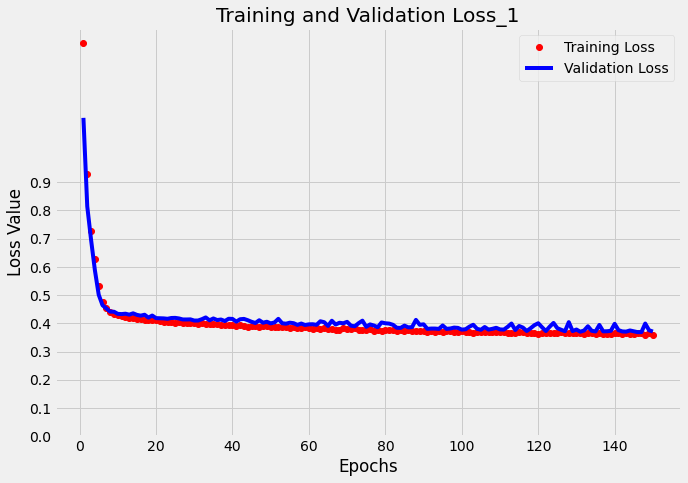 Training and Validation Loss_1
Training Loss
Validation Loss
Loss Value
0.9
0.8
0.7
0.6
0.5
0.4
0.3
0.2
0.1
0.0
0 20 40 60 80 100 120 140
Epochs